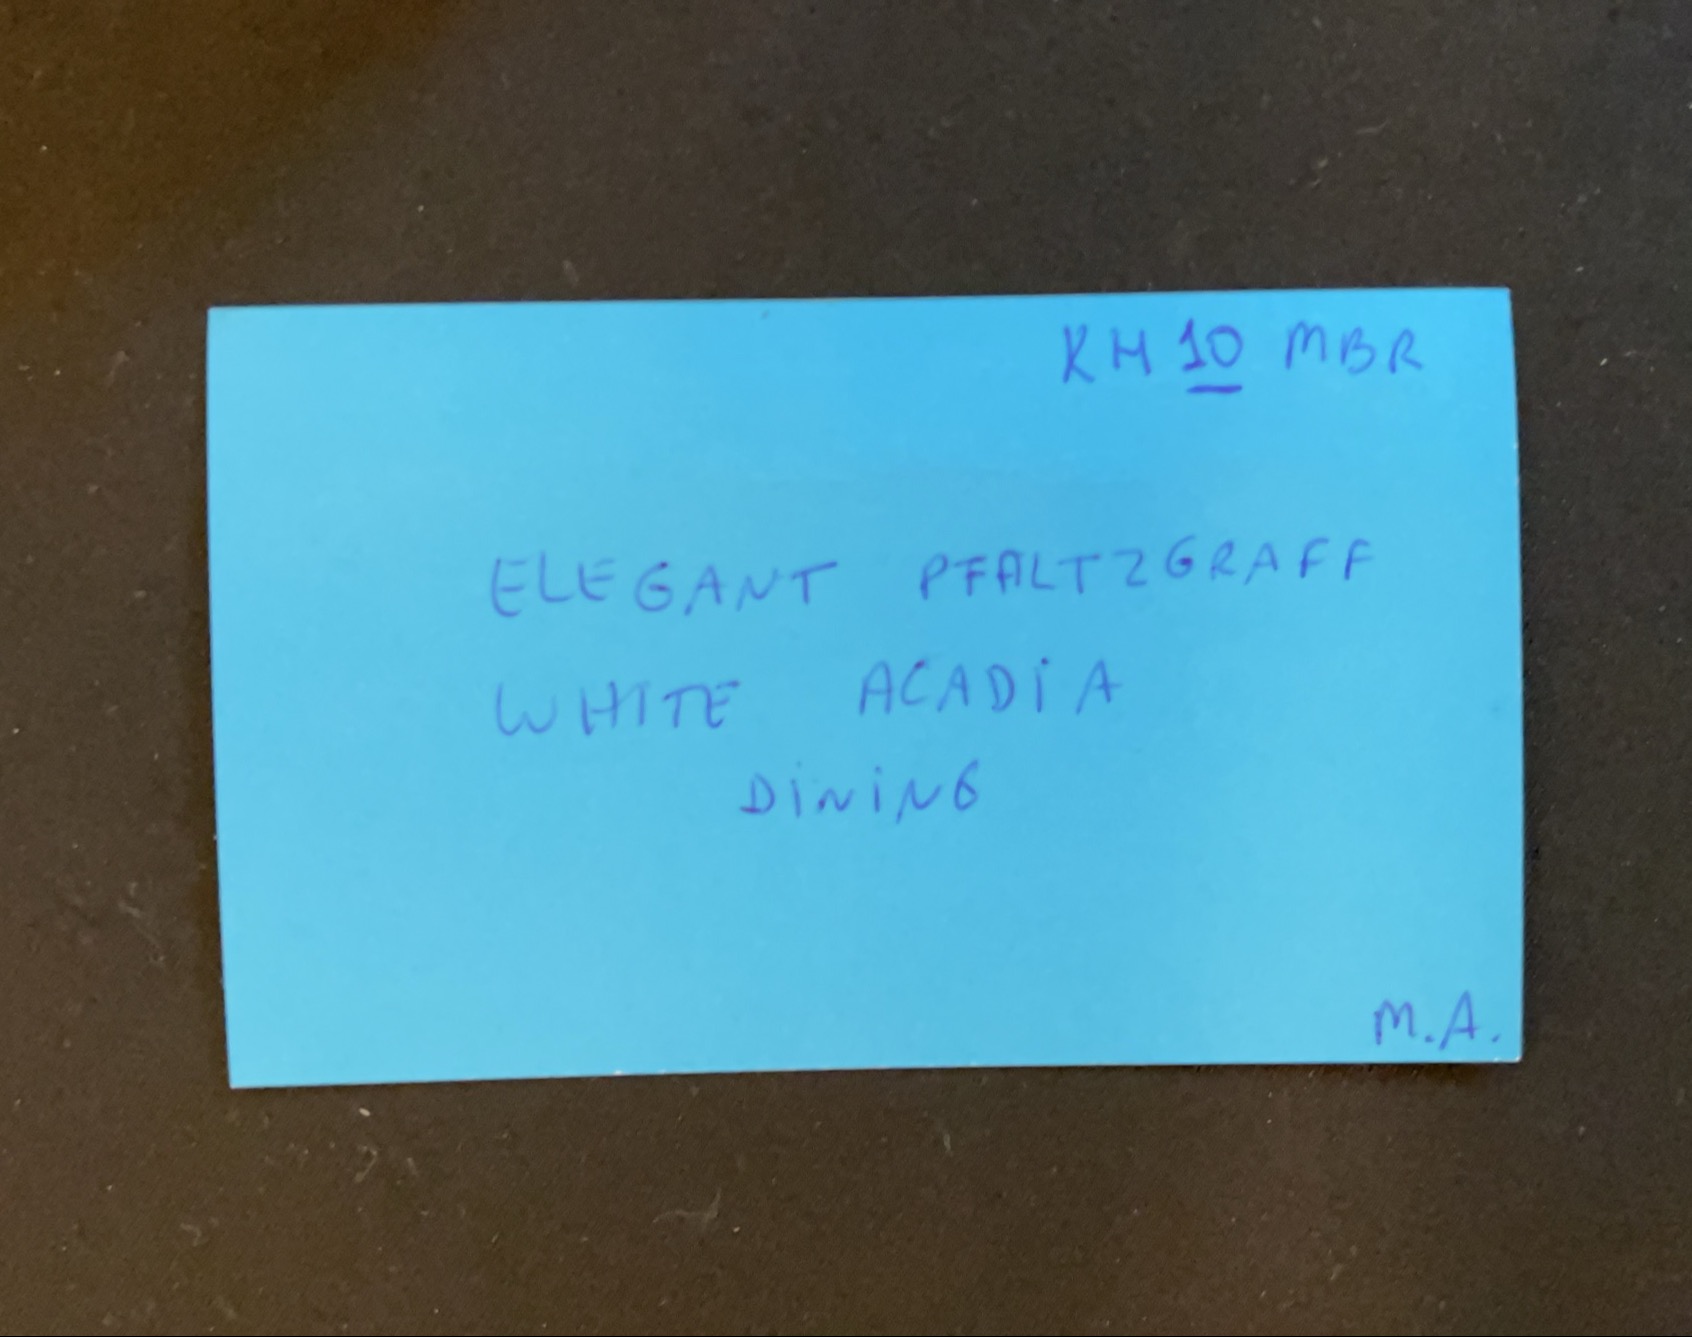 KH 10 MBR
ELEGANT PFALTZGRAFF
WHITE ACADiA
DiNiNG
M.A.